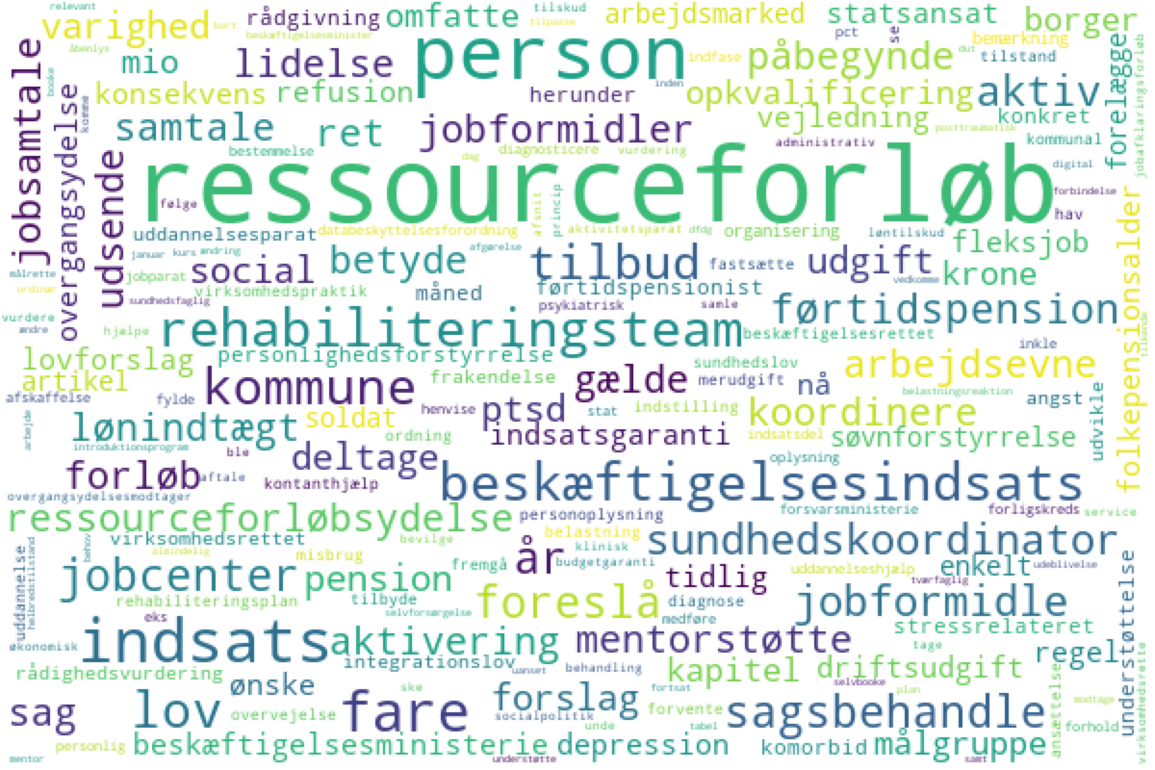 relevant kort rådgivning omfatte tilskud arbejdsmarked statsansat borger
varighed beskæftigelsesminister tilpasse pct se bemærkning
jobsamtale åbenlys mio lidelse person indfase påbegynde dut tilstand forelægge
booke overgangsydelse komme konsekvens refusion herunder inden opkvalificering aktiv
samtale ret jobformidler vejledning konkret jobafklaringsforløb
udsende bestemmelse dag diagnosticere vurdering administrativ posttraumatisk kommunal
ressourceforløb digital
følge afsnit princip forbindelse hav
uddannelsesparat databeskyttelsesforordning aktivitetsparat dfdg organisering løntilskud fleksjob folkepensionsalder
januar kurs ændring betyde afgørelse tilbud fastsætte udgift vedkomme krone
målrette jobparat social
ordinær virksomhedspraktik måned førtidspensionist
sundhedsfaglig psykiatrisk samle førtidspension
vurdere ændre hjælpe rehabiliteringsteam beskæftigelsesrettet inkle tilkende
lovforslag personlighedsforstyrrelse sundhedslov arbejdsevne
artikel kommune frakendelse gælde merudgift nå belastningsreaktion angst udvikle
afskaffelse fylde henvise ptsd stat indstilling koordinere
arbejde lønindtægt soldat ordning indsatsgaranti indsatsdel søvnforstyrrelse
introduktionsprogram ble deltage oplysning
forløb aftale kontanthjælp beskæftigelsesindsats
overgangsydelsesmodtager forsvarsministerie forligskreds service
ressourceforløbsydelse personoplysning
virksomhedsrettet bevilge belastning sundhedskoordinator
uddannelse helbredstilstand behov almindelig misbrug år klinisk understøttelse
jobcenter pension fremgå budgetgaranti tidlig uddannelseshjælp enkelt udeblivelse
tværfaglig
rehabiliteringsplan tilbyde selvforsørgelse foreslå diagnose jobformidle
eks medføre stressrelateret
økonomisk indsats aktivering mentorstøtte tage regel
integrationslov uanset behandling kapitel driftsudgift
rådighedsvurdering ønske ske forslag fortsat selvbooke plan modtage ansættelse virksomhedsrette
sag lov overvejelse fare socialpolitik unde forvente tabel sagsbehandle forhold
personlig beskæftigelsesministerie depression komorbid målgruppe
mentor understøtte samt